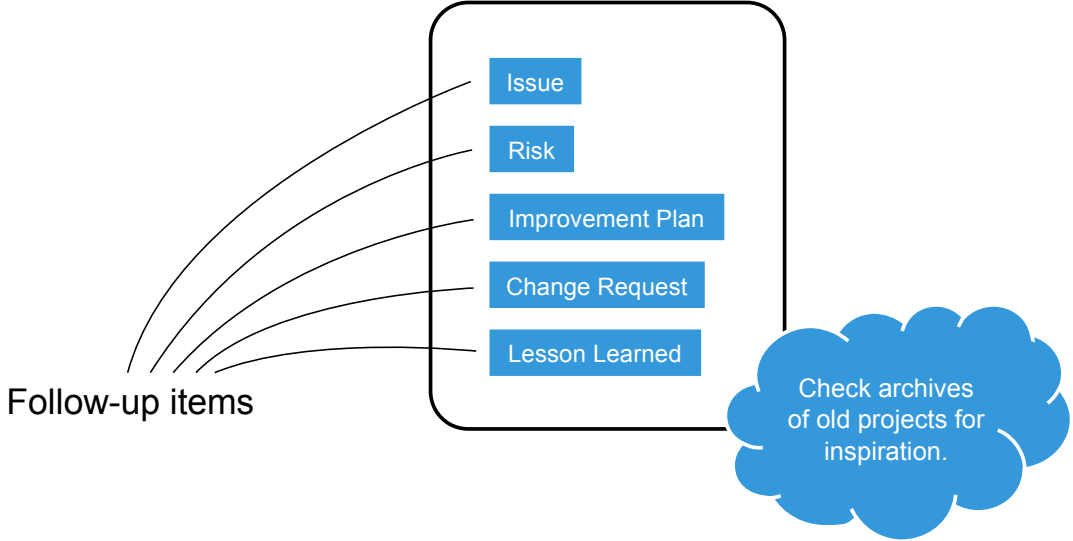 Issue
Risk
Improvement Plan
Change Request
Lesson Learned
Follow-up items
Check archives
of old projects for
inspiration.